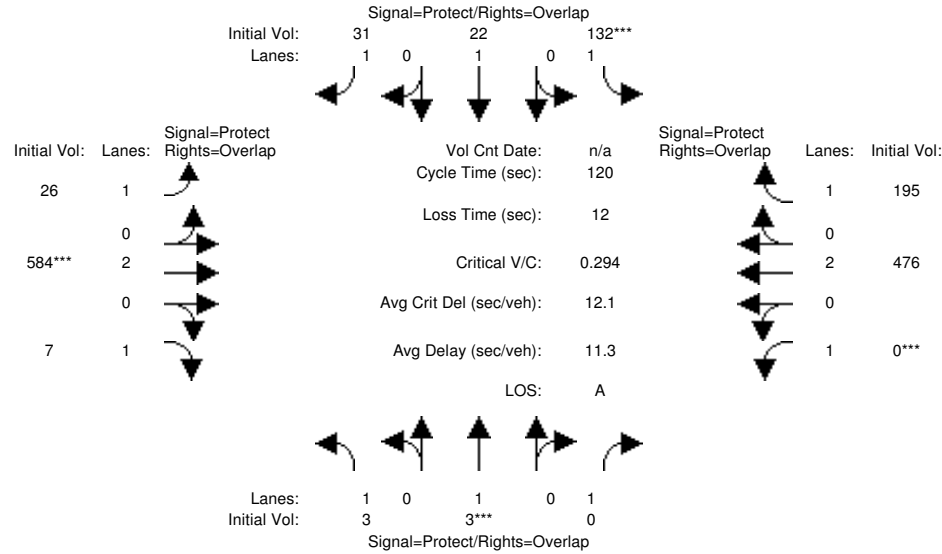 Signal=Protect/Rights=Overlap
Initial Vol: 31 22 132***
Lanes: 1 0 1 0 1
Signal=Protect Signal=Protect
Initial Vol: Lanes: Rights=Overlap Vol Cnt Date: n/a Rights=Overlap Lanes: Initial Vol:
Cycle Time (sec): 120
26 1 1 195
Loss Time (sec): 12
0 0
584*** 2 Critical V/C: 0.294 2 476
0 Avg Crit Del (sec/veh): 12.1 0
7 1 Avg Delay (sec/veh): 11.3 1 0***
LOS: A
Lanes: 1 0 1 0 1
Initial Vol: 3 3*** 0
Signal=Protect/Rights=Overlap